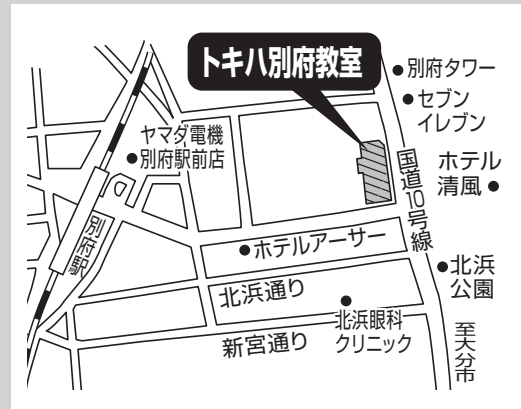 トキハ別府教室
別府タワー
セブン
イレブン
ヤマダ電機
別府駅前店
ホテル
清風
国道10号線
別府駅
ホテルアーサー
北浜
公園
北浜通り
北浜眼科
クリニック
新宮通り
至大分市